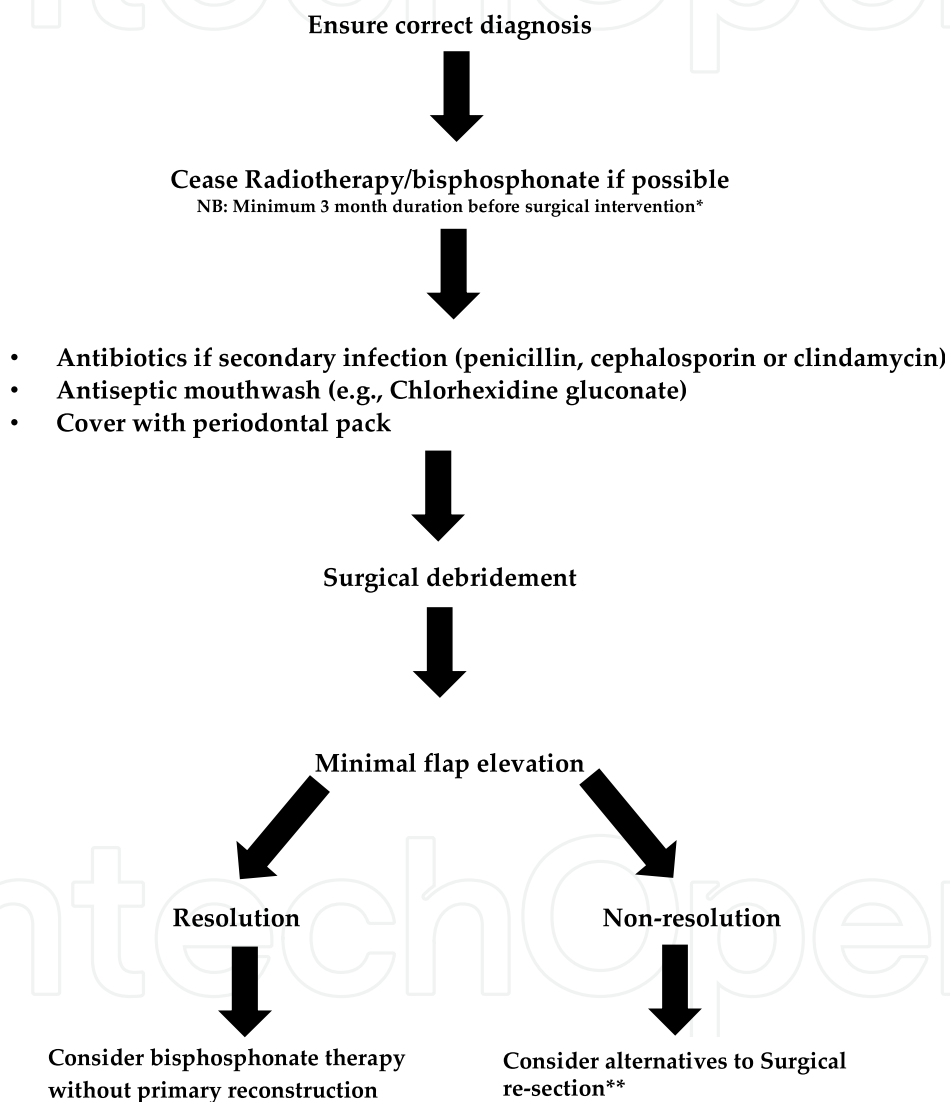 Ensure correct diagnosis
Cease Radiotherapy/bisphosphonate if possible
NB: Minimum 3 month duration before surgical intervention*
• Antibiotics if secondary infection (penicillin, cephalosporin or clindamycin)
• Antiseptic mouthwash (e.g., Chlorhexidine gluconate)
• Cover with periodontal pack
Surgical debridement
Minimal flap elevation
Resolution
Non-resolution
Consider bisphosphonate therapy
without primary reconstruction
Consider alternatives to Surgical
re-section**
ntechOpe